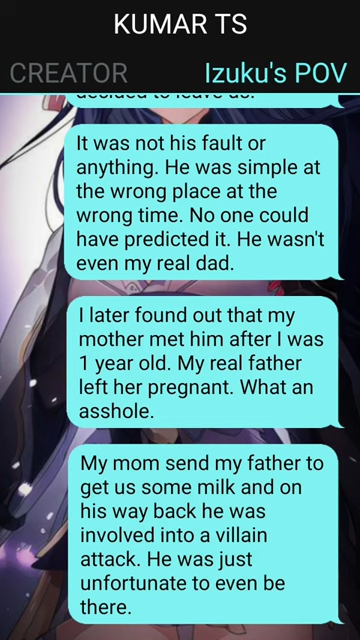 KUMAR TS
CREATOR
Izuku's POV
decided to leave us.
It was not his fault or
anything. He was simple at
the wrong place at the
wrong time. No one could
have predicted it. He wasn't
even my real dad.
I later found out that my
mother met him after I was
1 year old. My real father
left her pregnant. What an
asshole.
My mom send my father to
get us some milk and on
his way back he was
involved into a villain
attack. He was just
unfortunate to even be
there.